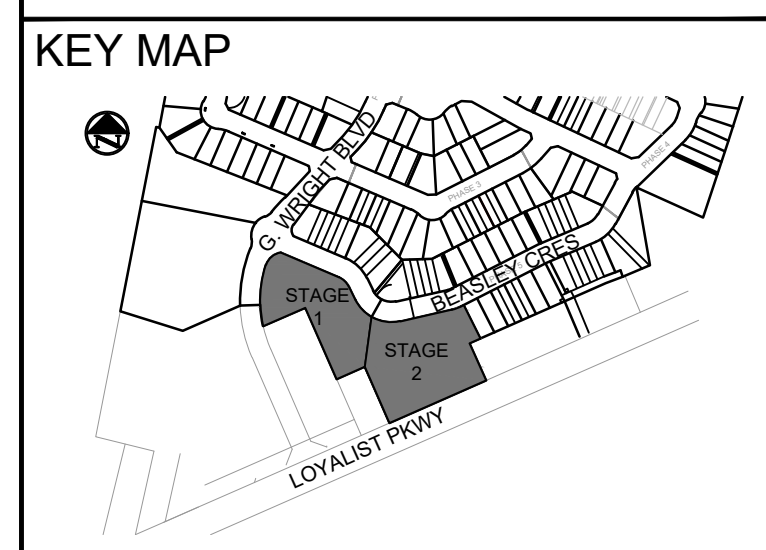 KEY MAP
N
G. WRIGHT BLVD
PHASE 3
PHASE 4
BEASLEY CRES
STAGE
1
STAGE
2
LOYALIST PKWY